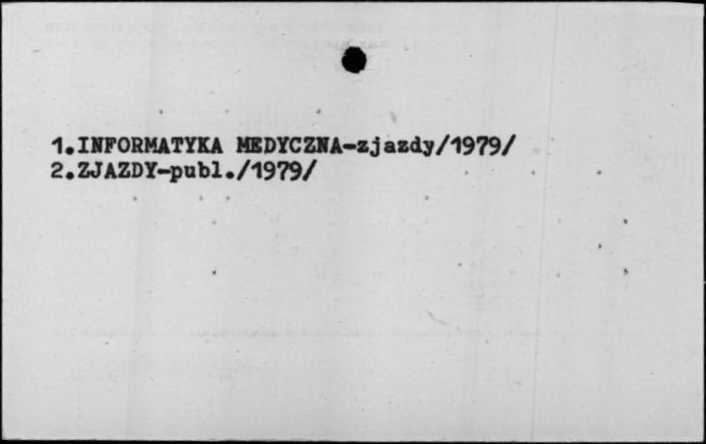 1.INFORMATYKA MEDYCZNA-zjazdy/1979/
2.ZJAZDY-publ./1979/